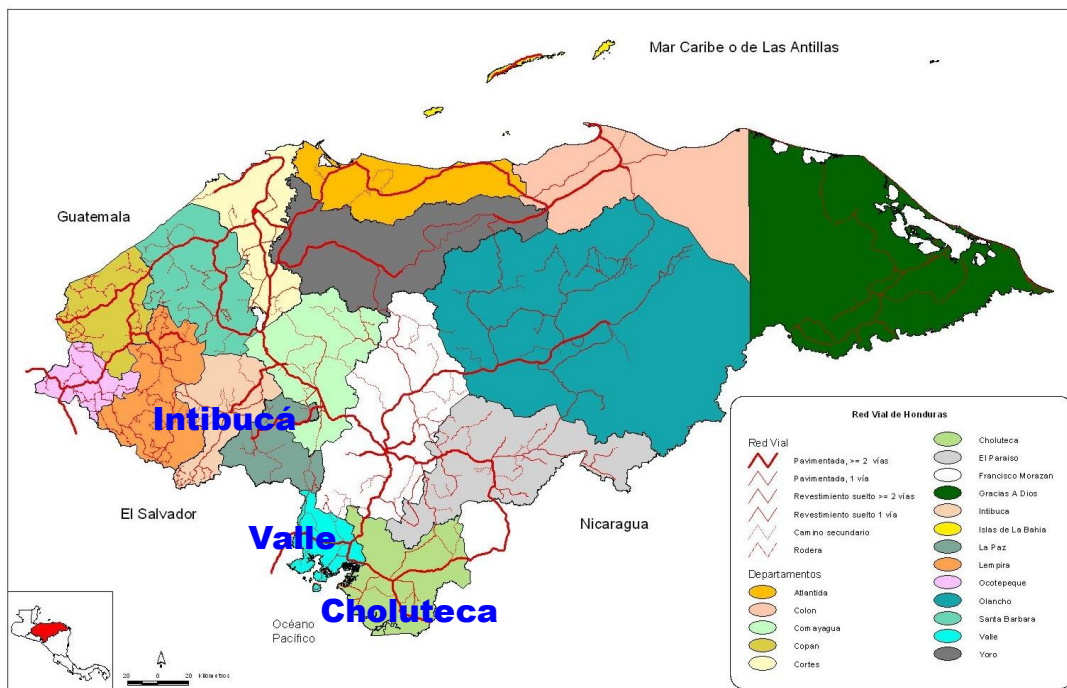 Mar Caribe o de Las Antillas
Guatemala
Intibucá
El Salvador
Valle
Nicaragua
Choluteca
Océano
Pacífico
20 0 20 Kilometros
Red Vial de Honduras
Red Vial
Pavimentada, >= 2 vías
Pavimentada, 1 vía
Revestimiento suelto >= 2 vías
Revestimiento suelto 1 vía
Camino secundario
Rodera
Departamentos
Atlantida
Colon
Comayagua
Copan
Cortes
Choluteca
El Paraiso
Francisco Morazan
Gracias A Dios
Intibuca
Islas de La Bahia
La Paz
Lempira
Ocotepeque
Olancho
Santa Barbara
Valle
Yoro